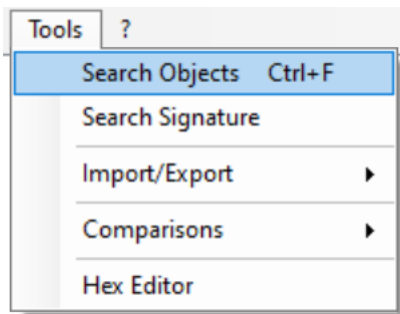 Tools ?
Search Objects Ctrl+F
Search Signature
Import/Export
Comparisons
Hex Editor